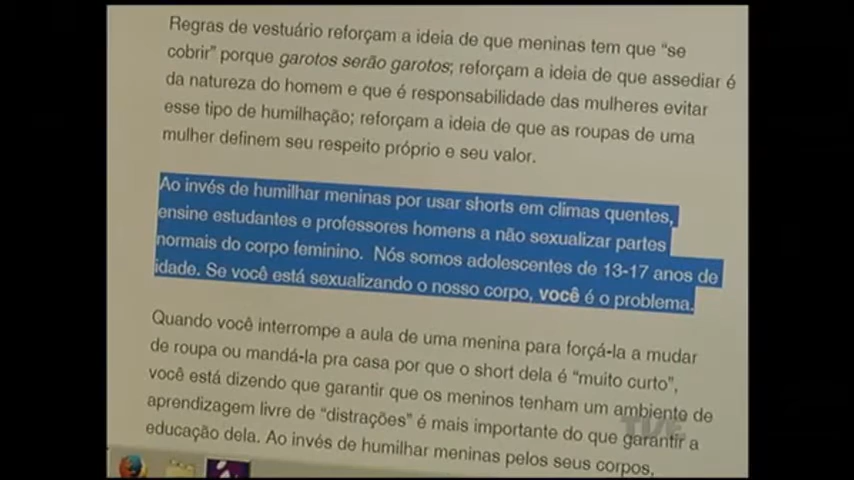 Regras de vestuário reforçam a ideia de que meninas tem que “se
cobrir” porque garotos serão garotos; reforçam a ideia de que assediar é
da natureza do homem e que é responsabilidade das mulheres evitar
esse tipo de humilhação; reforçam a ideia de que as roupas de uma
mulher definem seu respeito próprio e seu valor.
Ao invés de humilhar meninas por usar shorts em climas quentes,
ensine estudantes e professores homens a não sexualizar partes
normais do corpo feminino. Nós somos adolescentes de 13-17 anos de
idade. Se você está sexualizando o nosso corpo, você é o problema.
Quando você interrompe a aula de uma menina para forçá-la a mudar
de roupa ou mandá-la pra casa por que o short dela é “muito curto”,
você está dizendo que garantir que os meninos tenham um ambiente de
aprendizagem livre de “distrações” é mais importante do que garantir a
educação dela. Ao invés de humilhar meninas pelos seus corpos,
TVE